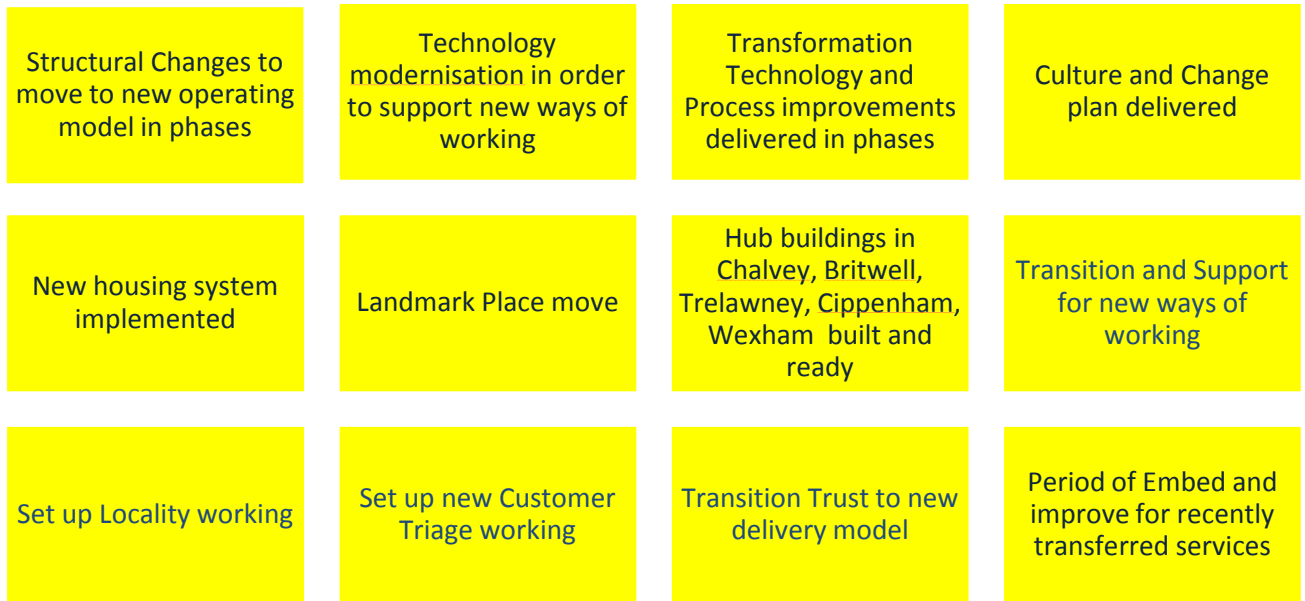 Structural Changes to
move to new operating
model in phases
Technology
modernisation in order
to support new ways of
working
Transformation
Technology and
Process improvements
delivered in phases
Culture and Change
plan delivered
New housing system
implemented
Landmark Place move
Hub buildings in
Chalvey, Britwell,
Trelawney, Cippenham,
Wexham  built and
ready
Transition and Support
for new ways of
working
Set up Locality working
Set up new Customer
Triage working
Transition Trust to new
delivery model
Period of Embed and
improve for recently
transferred services